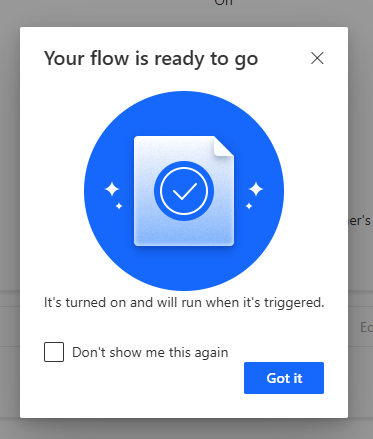 On
Your flow is ready to go
ner's
It's turned on and will run when it's triggered.
Ed
Don't show me this again
Got it